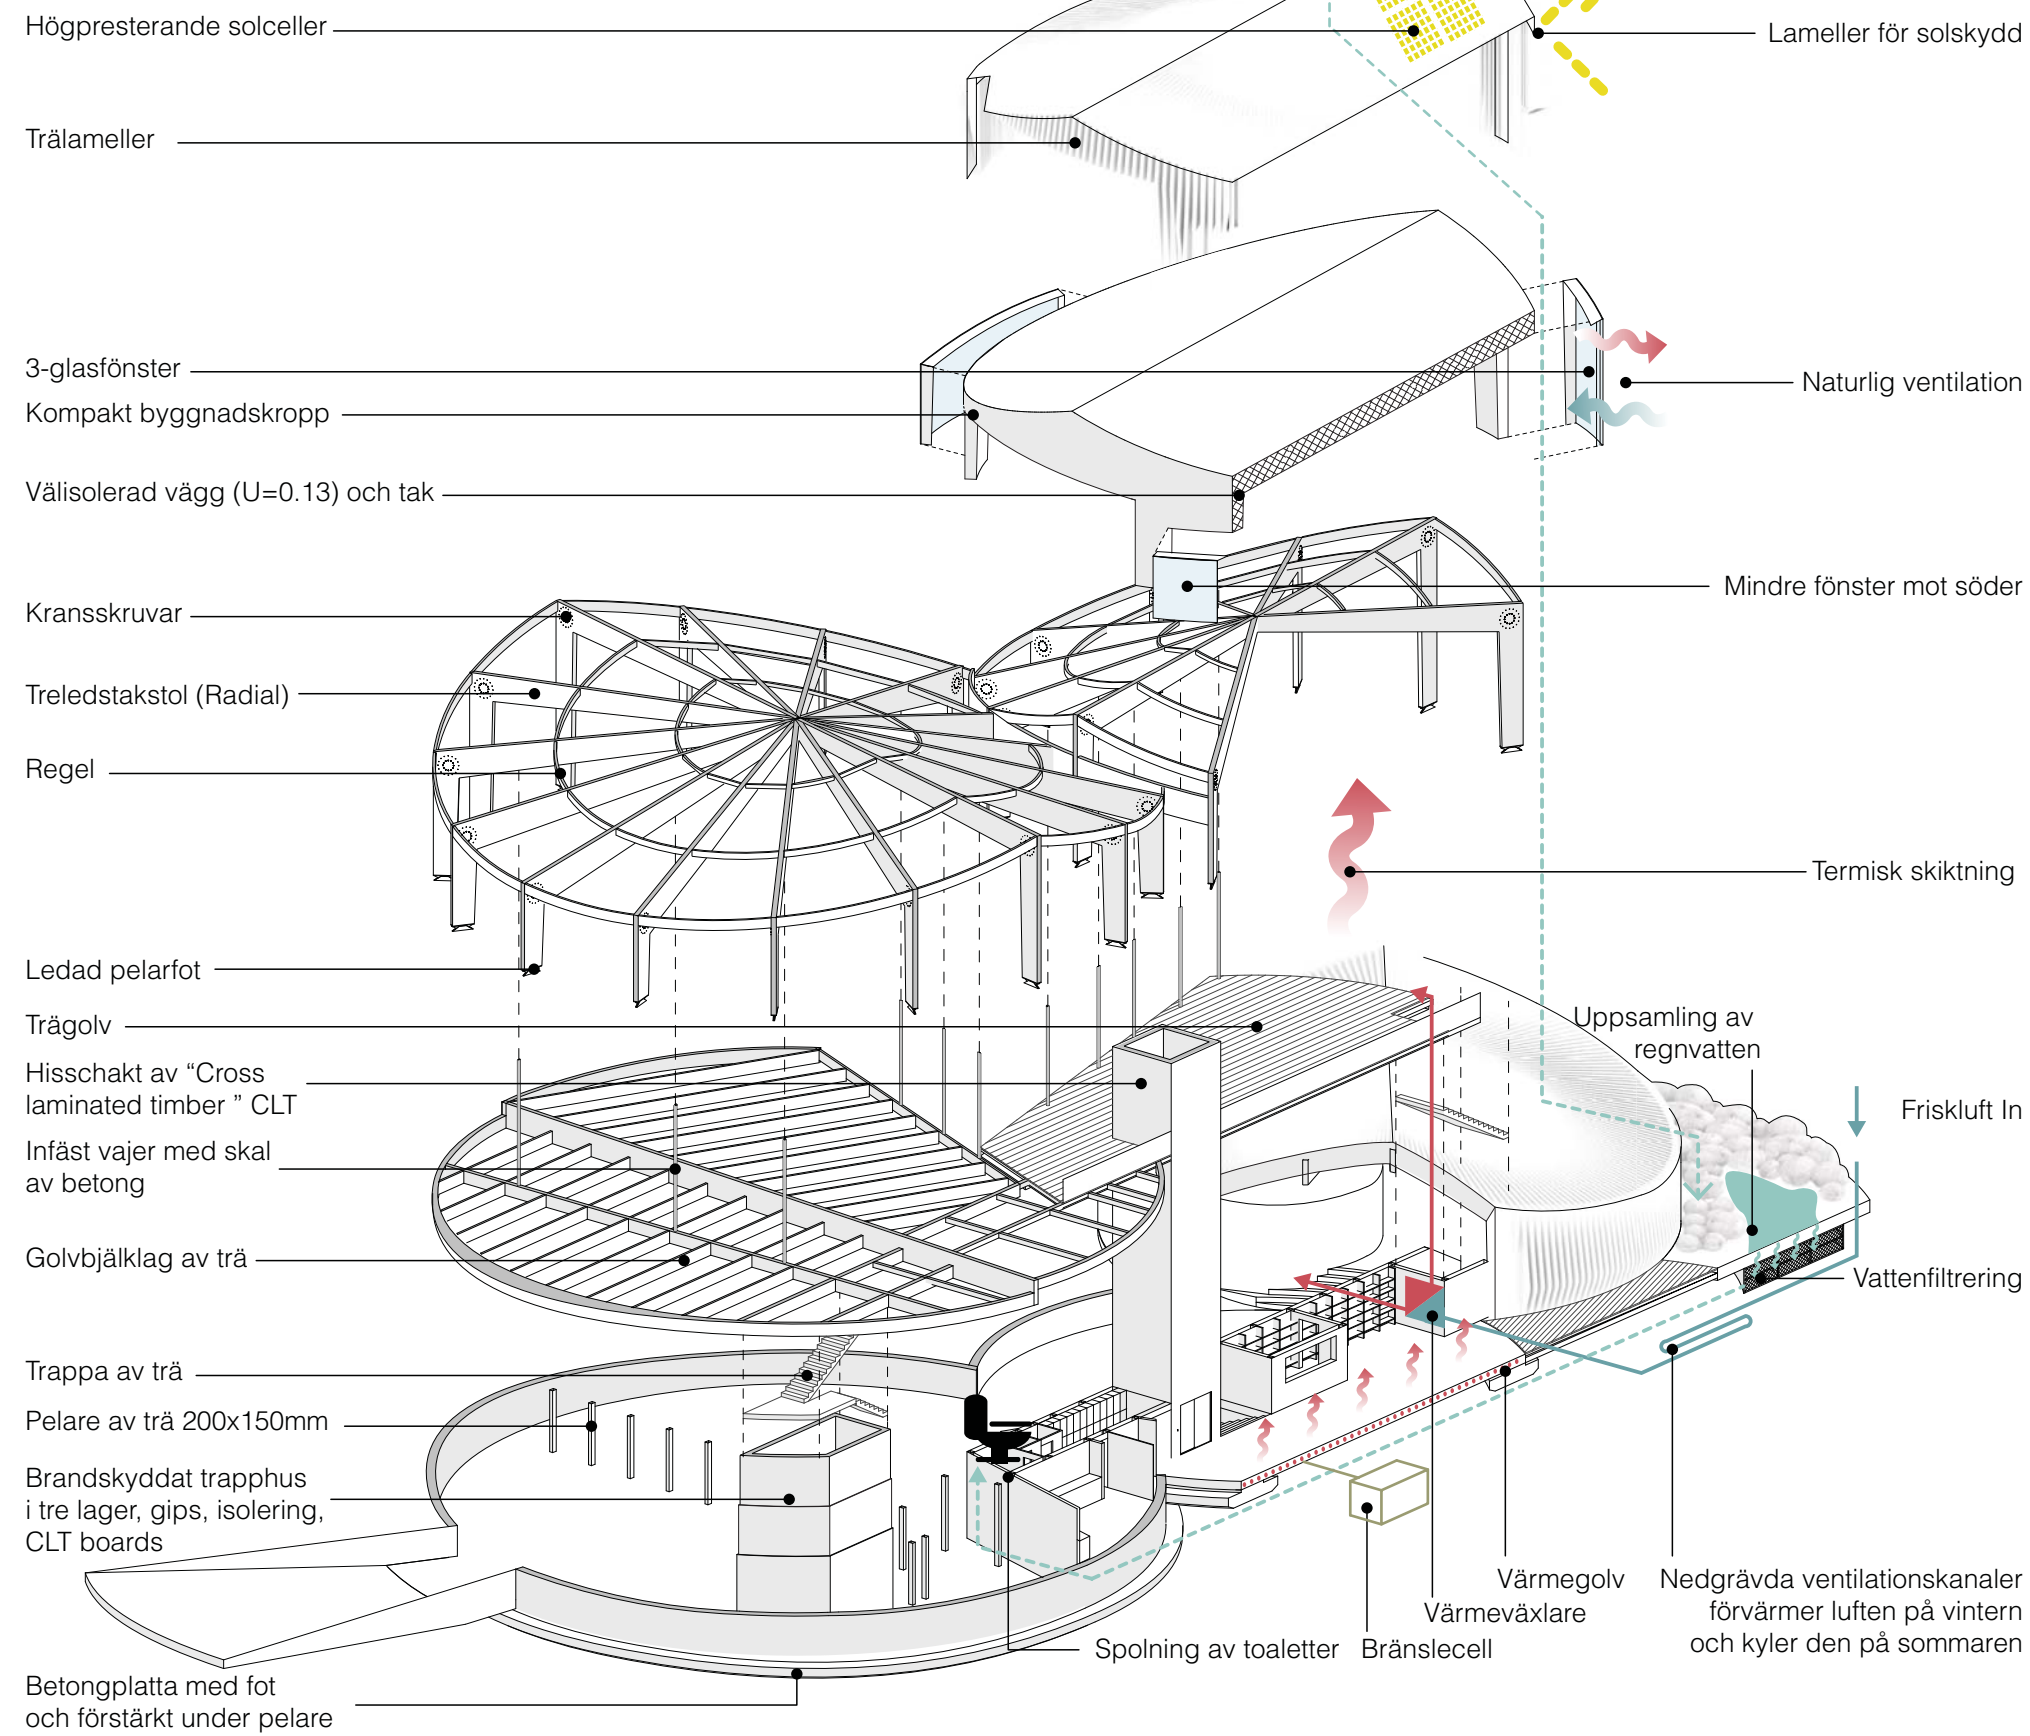 Högpresterande solceller
Lameller för solskydd
Trälameller
3-glasfönster
Naturlig ventilation
Kompakt byggnadskropp
Välisolerad vägg (U=0.13) och tak
Mindre fönster mot söder
Kransskruvar
Treledstakstol (Radial)
Regel
Termisk skiktning
Ledad pelarfot
Trägolv
Uppsamling av
regnvatten
Hisschakt av “Cross
laminated timber ” CLT
Friskluft In
Infäst vajer med skal
av betong
Golvbjälklag av trä
Vattenfiltrering
Trappa av trä
Pelare av trä 200x150mm
Brandskyddat trapphus
i tre lager, gips, isolering,
CLT boards
Värmegolv
Värmeväxlare
Nedgrävda ventilationskanaler
förvärmer luften på vintern
och kyler den på sommaren
Spolning av toaletter
Bränslecell
Betongplatta med fot
och förstärkt under pelare